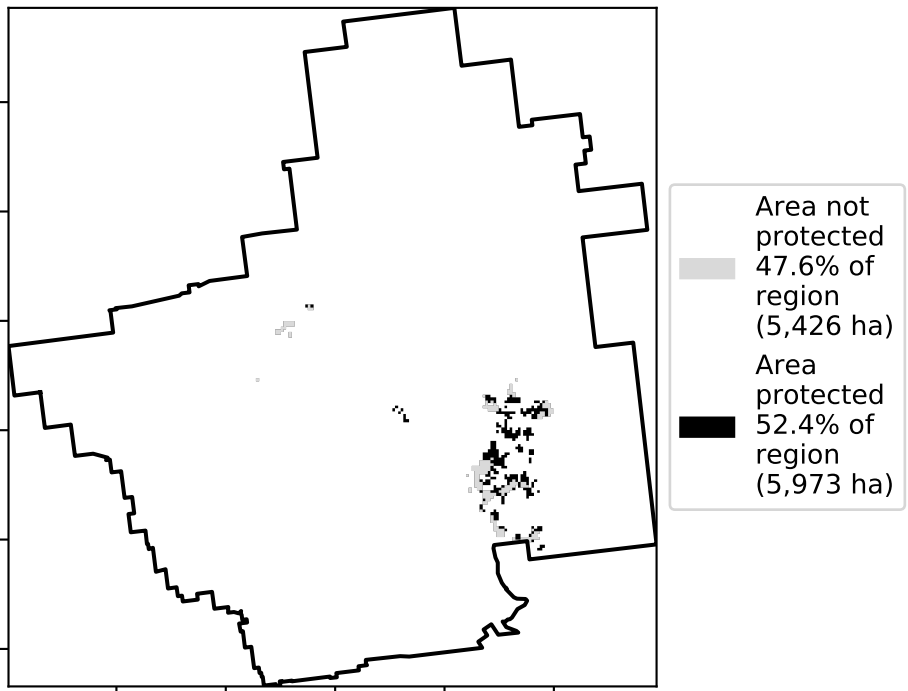 Area not
protected
47.6% of
region
(5,426 ha)
Area
protected
52.4% of
region
(5,973 ha)